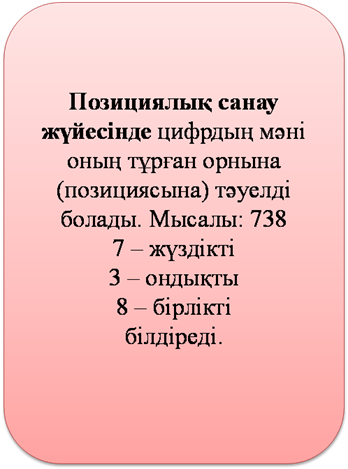 Позициялық санау
жүйесінде цифрдың мәні
оның тұрған орнына
(позициясына) тәуелді
болады. Мысалы: 738
7 – жүздікті
3 – ондықты
8 – бірлікті
білдіреді.